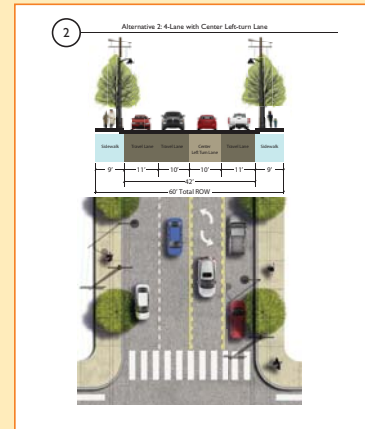 2
Alternative 2: 4-Lane with Center Left-turn Lane
Sidewalk Travel Lane Travel Lane Center Left Turn Lane Travel Lane Sidewalk
9' 11' 10' 10' 11' 9'
42'
60' Total ROW